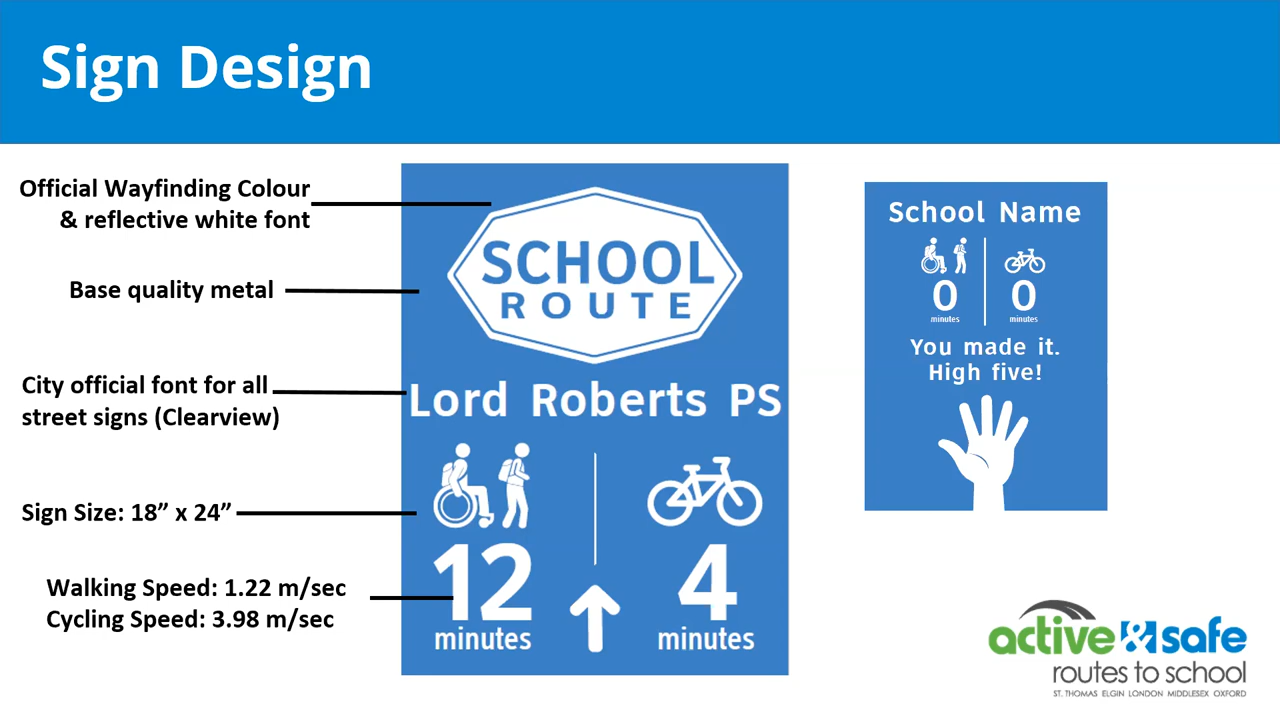 Sign Design
Official Wayfinding Colour
& reflective white font
Base quality metal
City official font for all
street signs (Clearview)
Sign Size: 18” x 24”
Walking Speed: 1.22 m/sec
Cycling Speed: 3.98 m/sec
SCHOOL
ROUTE
Lord Roberts PS
12
minutes
4
minutes
School Name
0
minutes
0
minutes
You made it.
High five!
active & safe
routes to school
ST. THOMAS ELGIN LONDON MIDDLESEX OXFORD